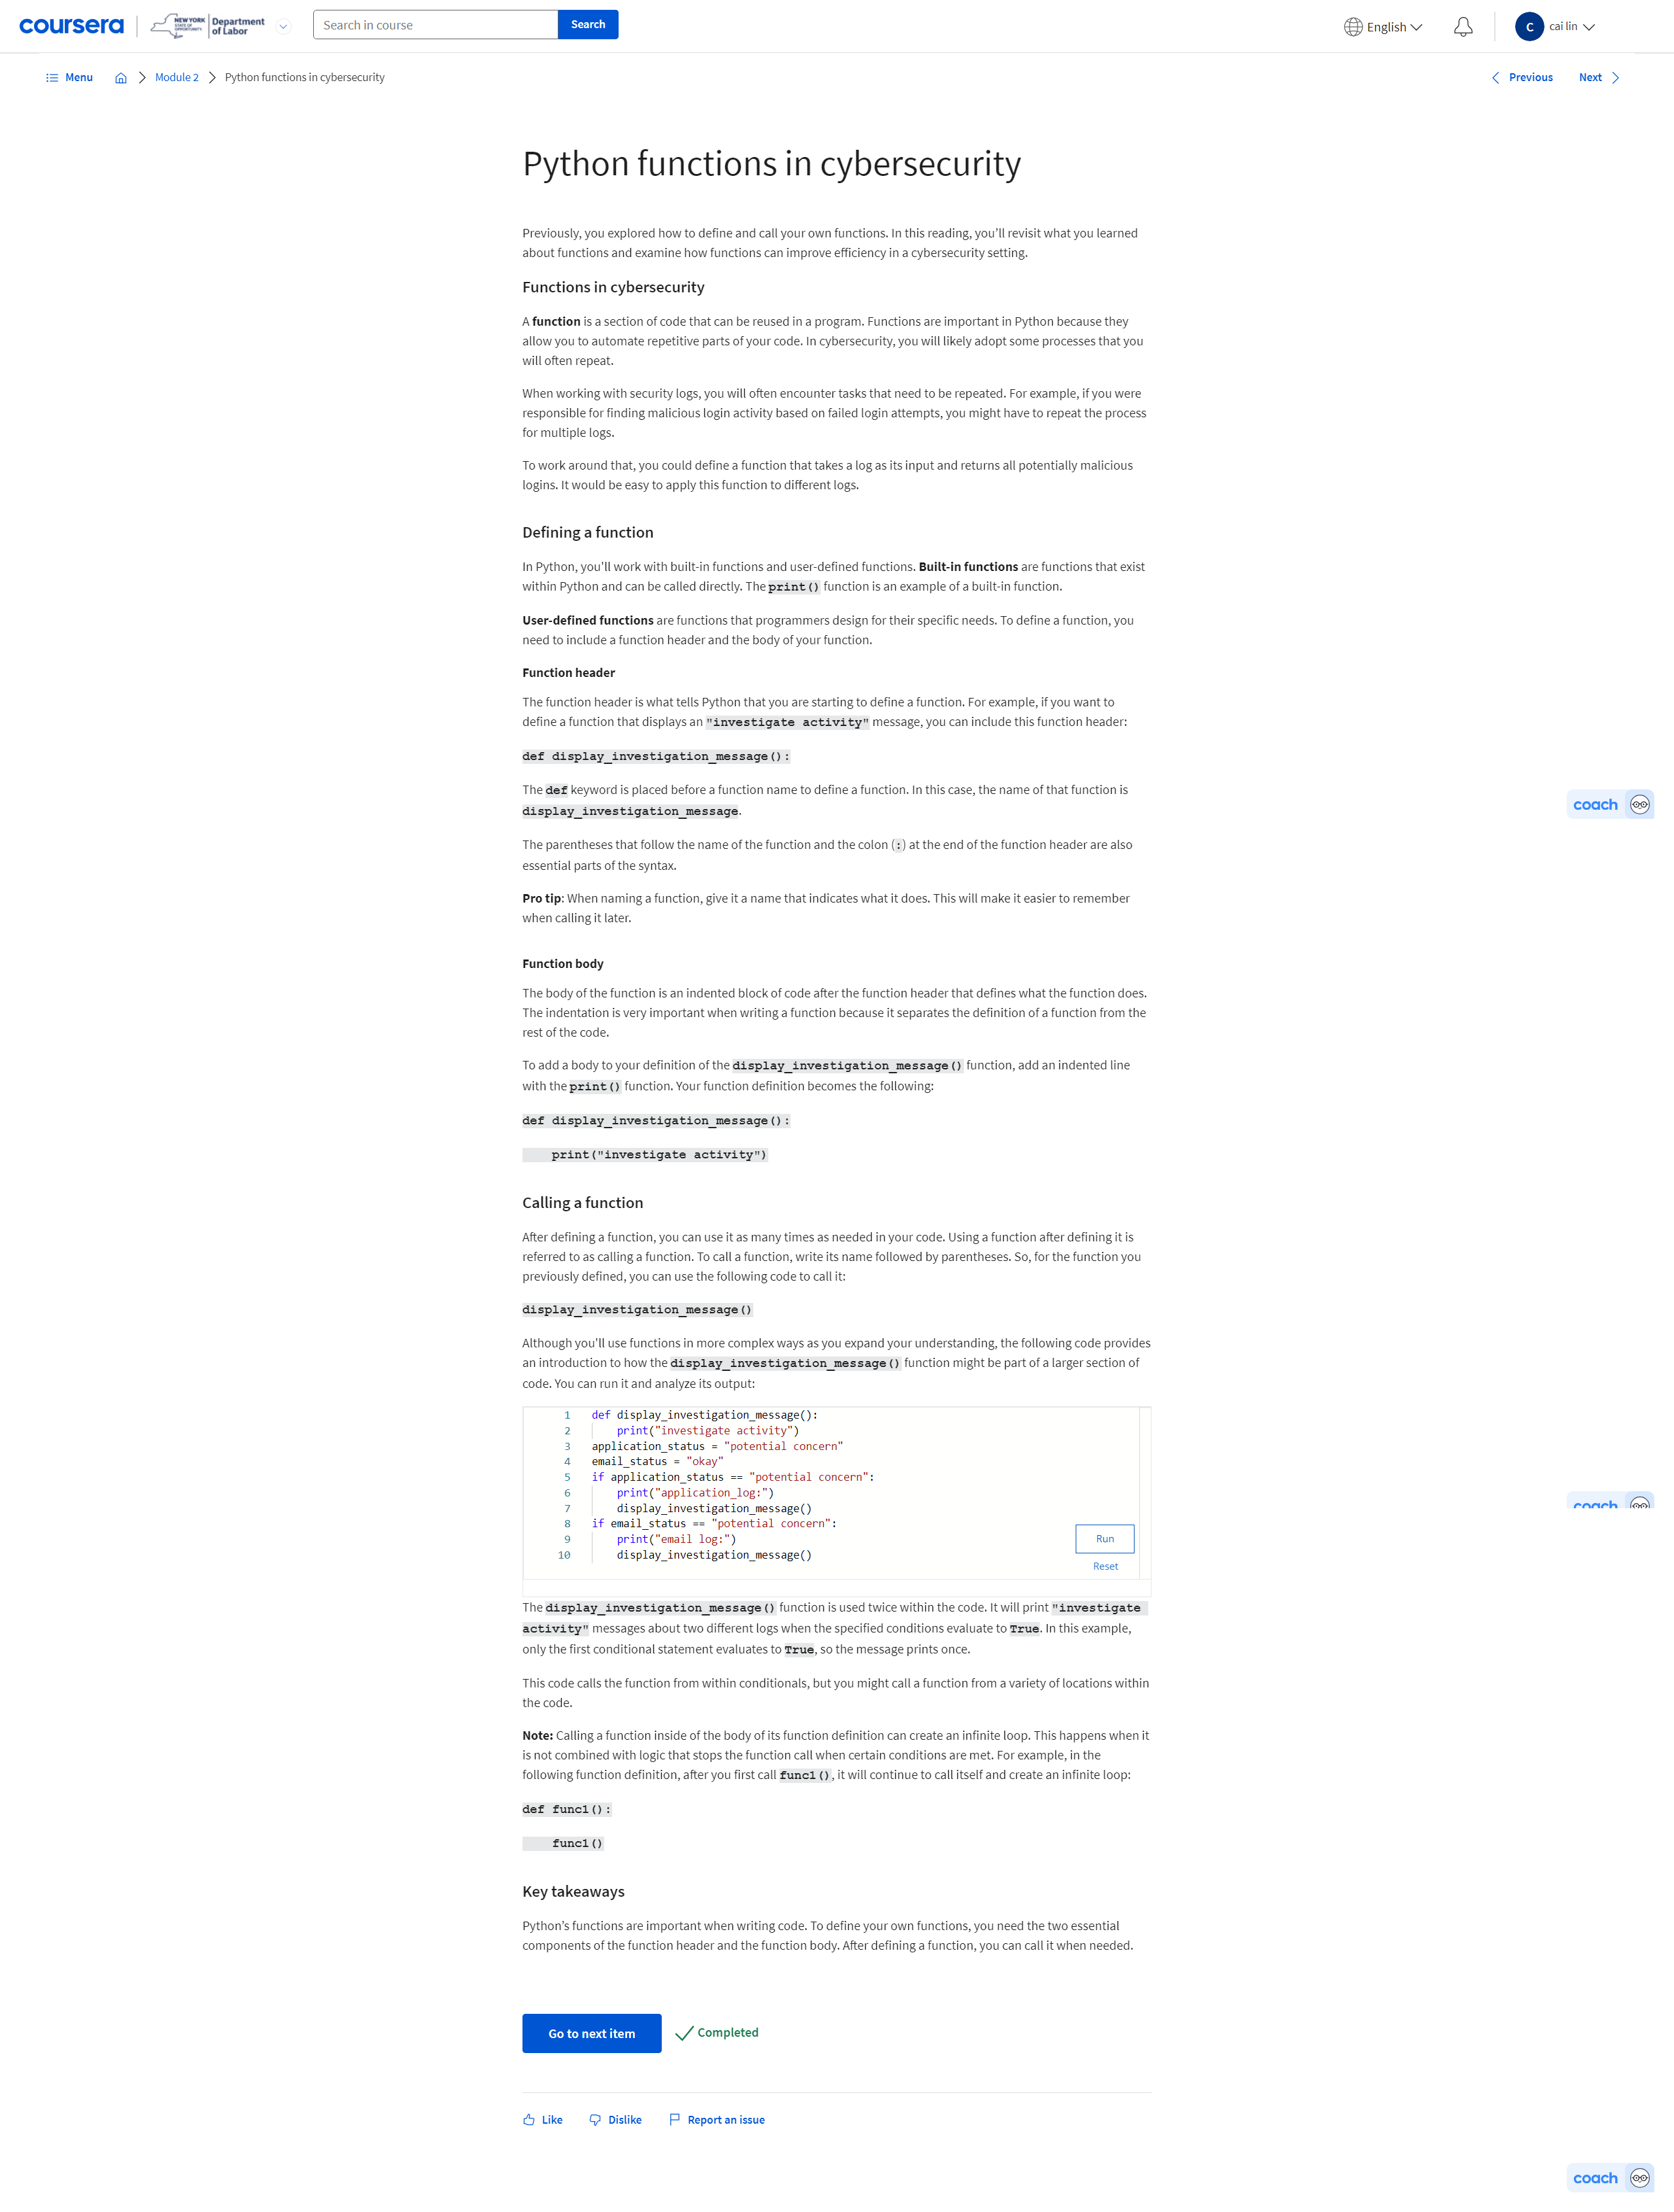 coursera
NEW YORK
STATE OF
OPPORTUNITY.
Department
of Labor
Search in course
Search
English
C
cai lin
Menu
Module 2
Python functions in cybersecurity
Previous
Next
Python functions in cybersecurity
Previously, you explored how to define and call your own functions. In this reading, you’ll revisit what you learned
about functions and examine how functions can improve efficiency in a cybersecurity setting.
Functions in cybersecurity
A function is a section of code that can be reused in a program. Functions are important in Python because they
allow you to automate repetitive parts of your code. In cybersecurity, you will likely adopt some processes that you
will often repeat.
When working with security logs, you will often encounter tasks that need to be repeated. For example, if you were
responsible for finding malicious login activity based on failed login attempts, you might have to repeat the process
for multiple logs.
To work around that, you could define a function that takes a log as its input and returns all potentially malicious
logins. It would be easy to apply this function to different logs.
Defining a function
In Python, you’ll work with built-in functions and user-defined functions. Built-in functions are functions that exist
within Python and can be called directly. The print() function is an example of a built-in function.
User-defined functions are functions that programmers design for their specific needs. To define a function, you
need to include a function header and the body of your function.
Function header
The function header is what tells Python that you are starting to define a function. For example, if you want to
define a function that displays an "investigate activity" message, you can include this function header:
def display_investigation_message():
The def keyword is placed before a function name to define a function. In this case, the name of that function is
display_investigation_message.
coach
The parentheses that follow the name of the function and the colon (:) at the end of the function header are also
essential parts of the syntax.
Pro tip: When naming a function, give it a name that indicates what it does. This will make it easier to remember
when calling it later.
Function body
The body of the function is an indented block of code after the function header that defines what the function does.
The indentation is very important when writing a function because it separates the definition of a function from the
rest of the code.
To add a body to your definition of the display_investigation_message() function, add an indented line
with the print() function. Your function definition becomes the following:
def display_investigation_message():
    print("investigate activity")
Calling a function
After defining a function, you can use it as many times as needed in your code. Using a function after defining it is
referred to as calling a function. To call a function, write its name followed by parentheses. So, for the function you
previously defined, you can use the following code to call it:
display_investigation_message()
Although you'll use functions in more complex ways as you expand your understanding, the following code provides
an introduction to how the display_investigation_message() function might be part of a larger section of
code. You can run it and analyze its output:
1 def display_investigation_message():
2     print("investigate activity")
3 application_status = "potential concern"
4 email_status = "okay"
5 if application_status == "potential concern":
6     print("application_log:")
7     display_investigation_message()
8 if email_status == "potential concern":
9     print("email log:")
10     display_investigation_message()
coach
Run
Reset
The display_investigation_message() function is used twice within the code. It will print "investigate
activity" messages about two different logs when the specified conditions evaluate to True. In this example,
only the first conditional statement evaluates to True, so the message prints once.
This code calls the function from within conditionals, but you might call a function from a variety of locations within
the code.
Note: Calling a function inside of the body of its function definition can create an infinite loop. This happens when it
is not combined with logic that stops the function call when certain conditions are met. For example, in the
following function definition, after you first call func1(), it will continue to call itself and create an infinite loop:
def func1():
    func1()
Key takeaways
Python’s functions are important when writing code. To define your own functions, you need the two essential
components of the function header and the function body. After defining a function, you can call it when needed.
Go to next item
Completed
Like
Dislike
Report an issue
coach